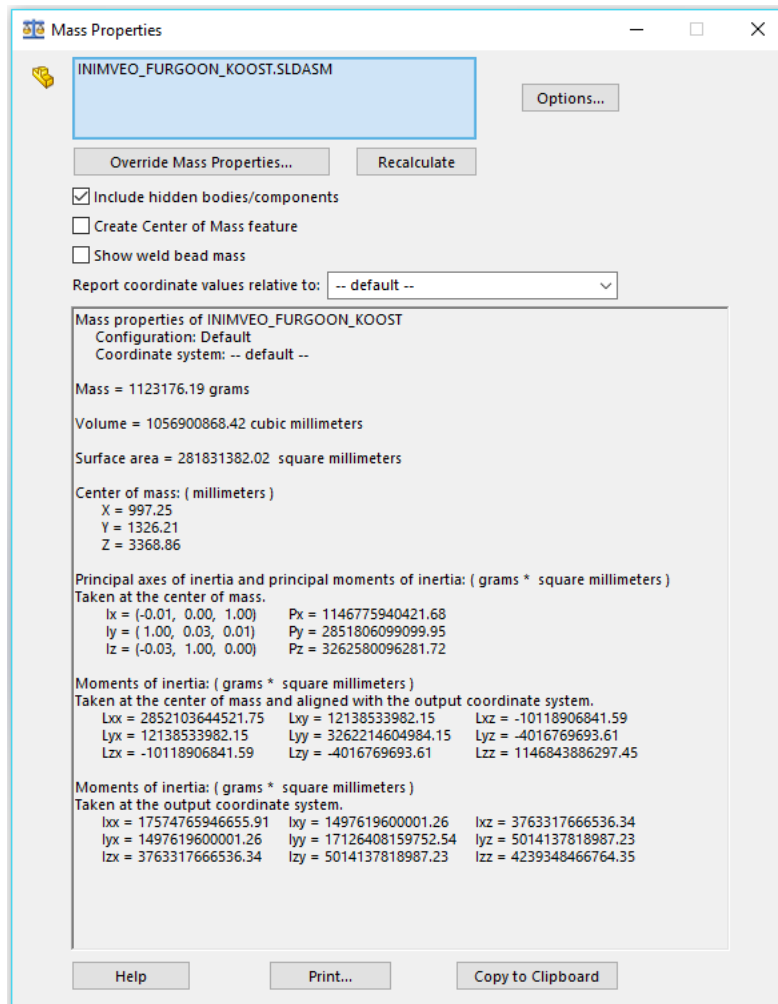 Mass Properties
INIMVEO_FURGOON_KOOST.SLDASM
Options...
Override Mass Properties...
Recalculate
Include hidden bodies/components
Create Center of Mass feature
Show weld bead mass
Report coordinate values relative to: -- default --
Mass properties of INIMVEO_FURGOON_KOOST
Configuration: Default
Coordinate system: -- default --
Mass = 1123176.19 grams
Volume = 1056900868.42 cubic millimeters
Surface area = 281831382.02 square millimeters
Center of mass: ( millimeters )
X = 997.25
Y = 1326.21
Z = 3368.86
Principal axes of inertia and principal moments of inertia: ( grams * square millimeters )
Taken at the center of mass.
Ix = (-0.01, 0.00, 1.00) Px = 1146775940421.68
Iy = ( 1.00, 0.03, 0.01) Py = 2851806099099.95
Iz = (-0.03, 1.00, 0.00) Pz = 3262580096281.72
Moments of inertia: ( grams * square millimeters )
Taken at the center of mass and aligned with the output coordinate system.
Lxx = 2852103644521.75 Lxy = 12138533982.15 Lxz = -10118906841.59
Lyx = 12138533982.15 Lyy = 3262214604984.15 Lyz = -4016769693.61
Lzx = -10118906841.59 Lzy = -4016769693.61 Lzz = 1146843886297.45
Moments of inertia: ( grams * square millimeters )
Taken at the output coordinate system.
Ixx = 17574765946655.91 Ixy = 1497619600001.26 Ixz = 3763317666536.34
Iyx = 1497619600001.26 Iyy = 17126408159752.54 Iyz = 5014137818987.23
Izx = 3763317666536.34 Izy = 5014137818987.23 Izz = 4239348466764.35
Help
Print...
Copy to Clipboard